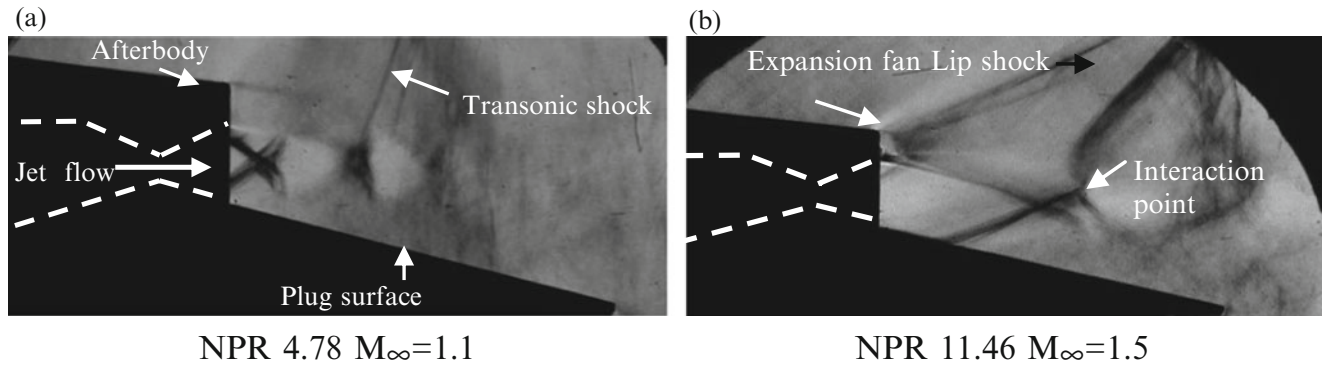 (a)
Afterbody
Transonic shock
Jet flow
Plug surface
NPR 4.78 M∞=1.1
(b)
Expansion fan Lip shock
Interaction
point
NPR 11.46 M∞=1.5